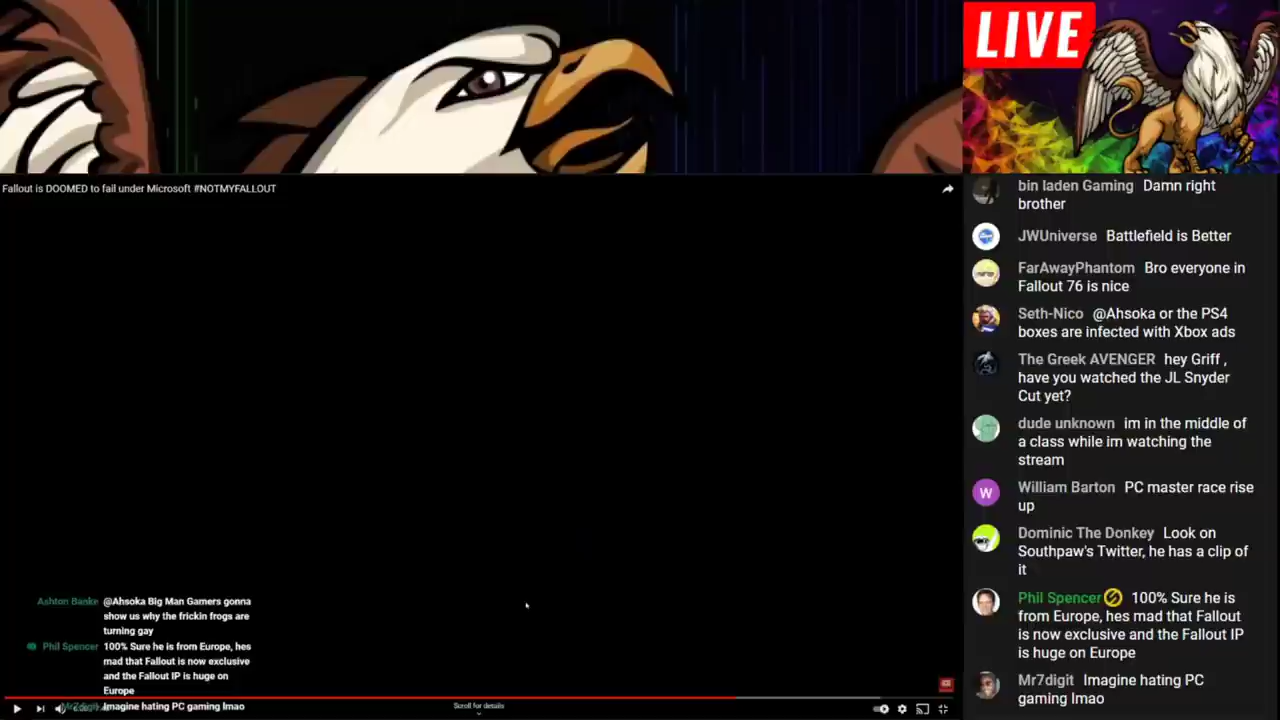 LIVE
Fallout is DOOMED to fail under Microsoft #NOTMYFALLOUT
bin laden Gaming Damn right
brother
JWUniverse Battlefield is Better
FarAwayPhantom Bro everyone in
Fallout 76 is nice
Seth-Nico @Ahsoka or the PS4
boxes are infected with Xbox ads
The Greek AVENGER hey Griff ,
have you watched the JL Snyder
Cut yet?
dude unknown im in the middle of
a class while im watching the
stream
W
William Barton PC master race rise
up
Dominic The Donkey Look on
Southpaw's Twitter, he has a clip of
it
Phil Spencer 100% Sure he is
from Europe, hes mad that Fallout
is now exclusive and the Fallout IP
is huge on Europe
Mr7digit Imagine hating PC
gaming lmao
Ashton Banke @Ahsoka Big Man Gamers gonna
show us why the frickin frogs are
turning gay
Phil Spencer 100% Sure he is from Europe, hes
mad that Fallout is now exclusive
and the Fallout IP is huge on
Europe
Mr7digit Imagine hating PC gaming lmao
Scroll for details